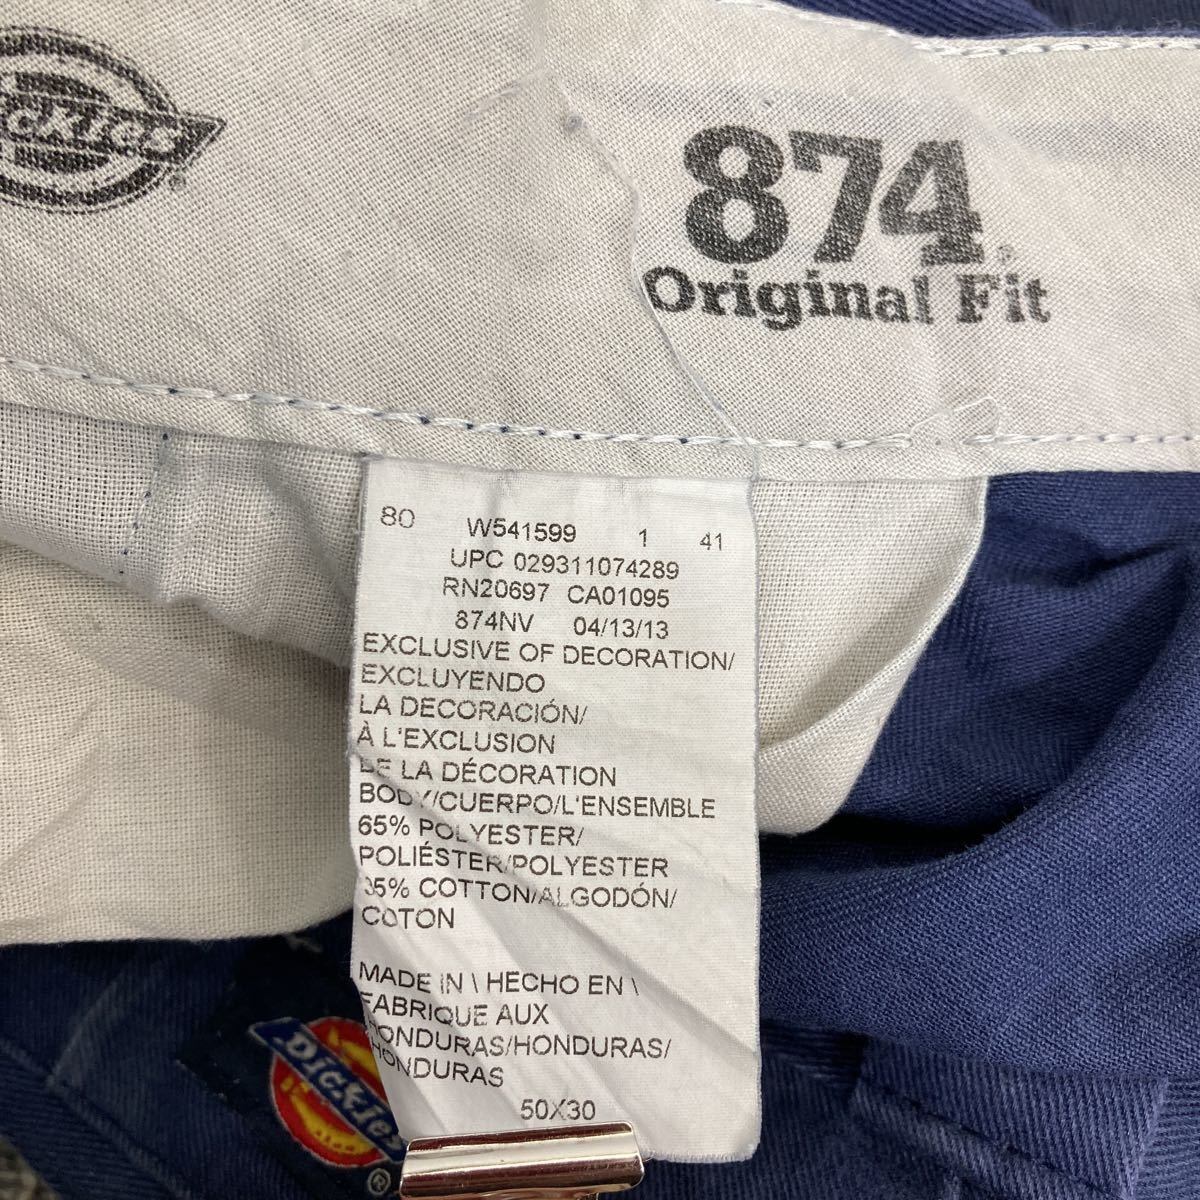 Dickies ®
874®
Original Fit
80 W541599 1 41
UPC 029311074289
RN20697 CA01095
874NV 04/13/13
EXCLUSIVE OF DECORATION/
EXCLUYENDO
LA DECORACIÓN/
À L'EXCLUSION
DE LA DÉCORATION
BODY/CUERPO/L'ENSEMBLE
65% POLYESTER/
POLIÉSTER/POLYESTER
35% COTTON/ALGODÓN/
COTON
MADE IN \ HECHO EN \
FABRIQUE AUX
HONDURAS/HONDURAS/
HONDURAS
50X30
Dickies ®